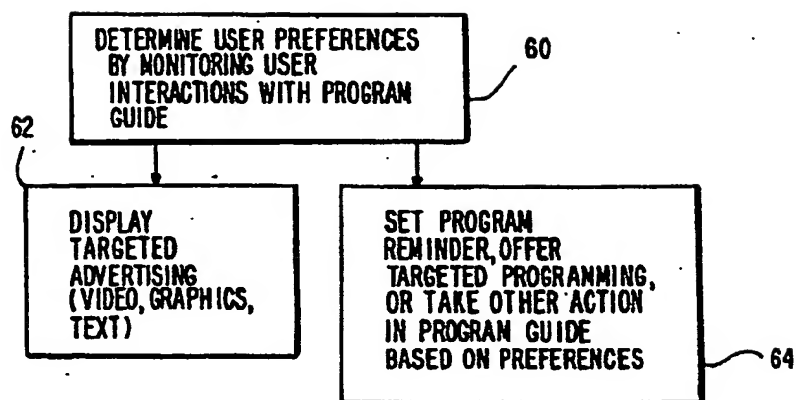 DETERMINE USER PREFERENCES
BY MONITORING USER
INTERACTIONS WITH PROGRAM
GUIDE
60
62
DISPLAY
TARGETED
ADVERTISING
(VIDEO, GRAPHICS,
TEXT)
SET PROGRAM
REMINDER, OFFER
TARGETED PROGRAMMING,
OR TAKE OTHER ACTION
IN PROGRAM GUIDE
BASED ON PREFERENCES
64